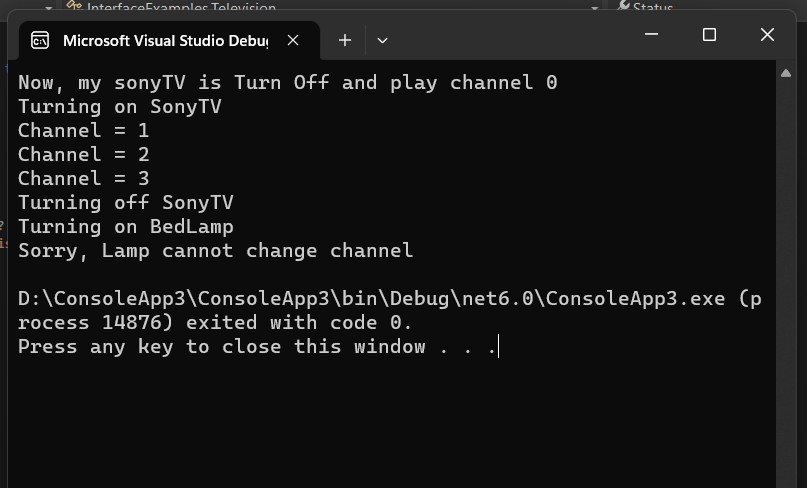 InterfaceExamples.Television
Status
Microsoft Visual Studio Debu
Now, my sonyTV is Turn Off and play channel 0
Turning on SonyTV
Channel = 1
Channel = 2
Channel = 3
Turning off SonyTV
Turning on BedLamp
Sorry, Lamp cannot change channel
D:\ConsoleApp3\ConsoleApp3\bin\Debug\net6.0\ConsoleApp3.exe (p
rocess 14876) exited with code 0.
Press any key to close this window . . .